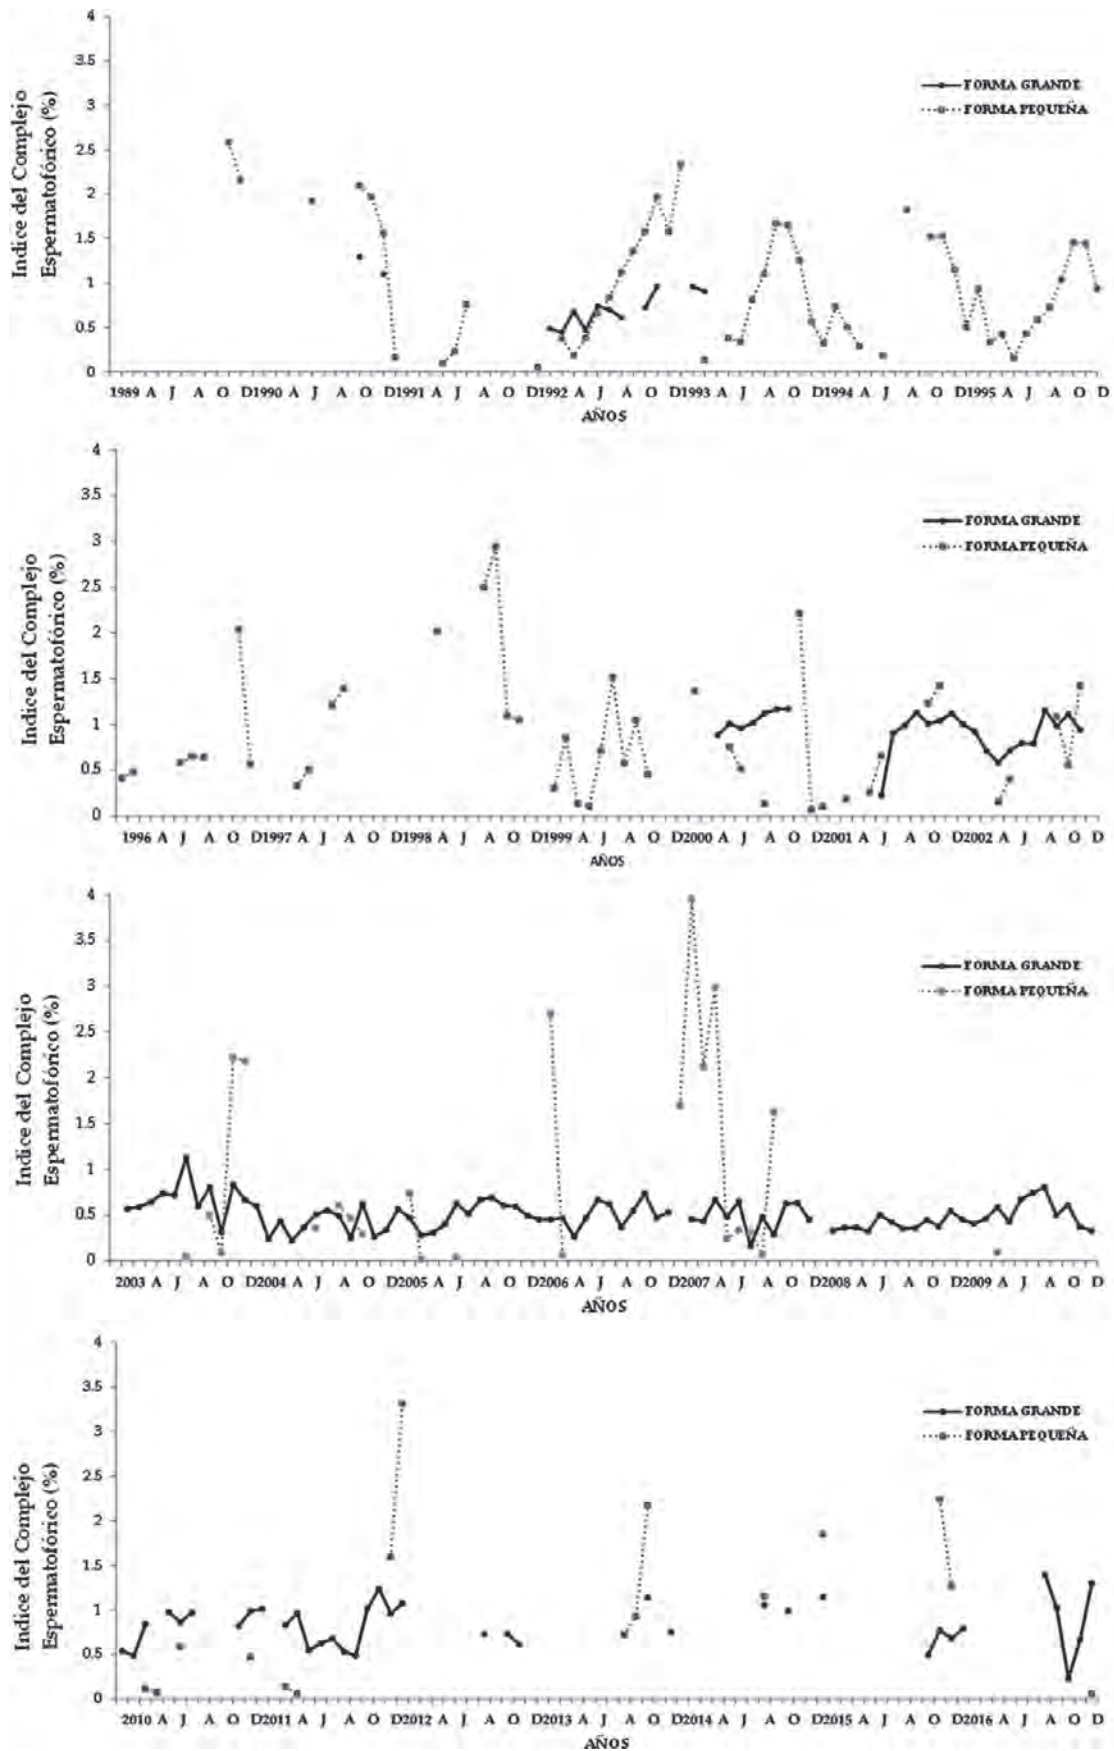 Indice del Complejo
Espermatofórico (%)
4
3.5
3
2.5
2
1.5
1
0.5
0
FORMA GRANDE
FORMA PEQUEÑA
1989 A J A O D1990 A J A O D1991 A J A O D1992 A J A O D1993 A J A O D1994 A J A O D1995 A J A O D
AÑOS
Indice del Complejo
Espermatofórico (%)
4
3.5
3
2.5
2
1.5
1
0.5
0
FORMA GRANDE
FORMA PEQUEÑA
1996 A J A O D1997 A J A O D1998 A J A O D1999 A J A O D2000 A J A O D2001 A J A O D2002 A J A O D
AÑOS
Indice del Complejo
Espermatofórico (%)
4
3.5
3
2.5
2
1.5
1
0.5
0
FORMA GRANDE
FORMA PEQUEÑA
2003 A J A O D2004 A J A O D2005 A J A O D2006 A J A O D2007 A J A O D2008 A J A O D2009 A J A O D
AÑOS
Indice del Complejo
Espermatofórico (%)
4
3.5
3
2.5
2
1.5
1
0.5
0
FORMA GRANDE
FORMA PEQUEÑA
2010 A J A O D2011 A J A O D2012 A J A O D2013 A J A O D2014 A J A O D2015 A J A O D2016 A J A O D
AÑOS